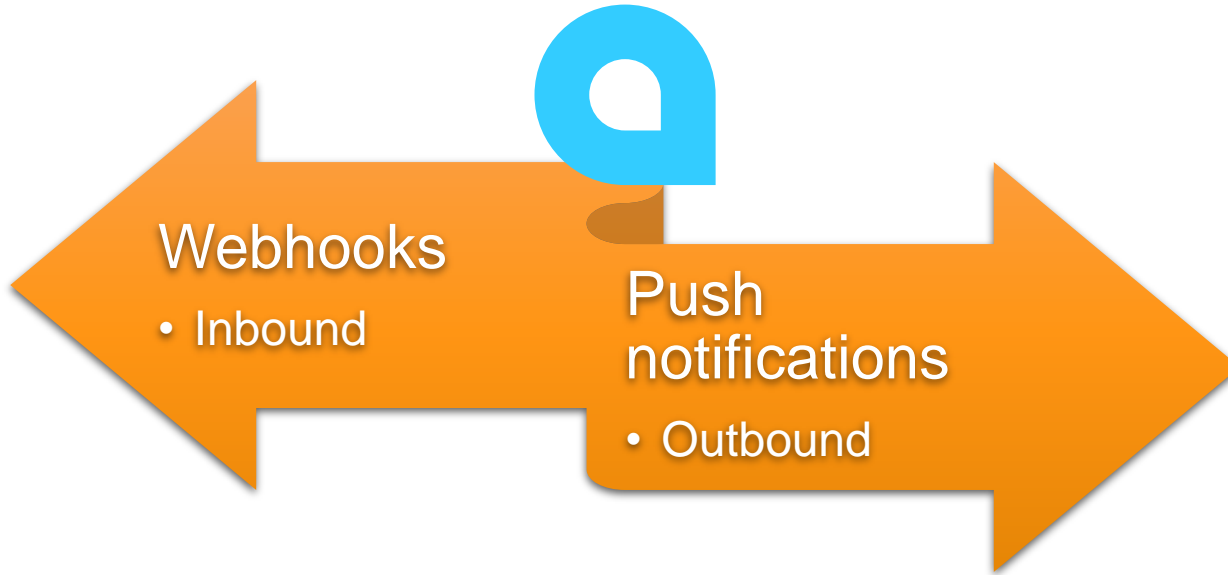 Webhooks
• Inbound
Push
notifications
• Outbound